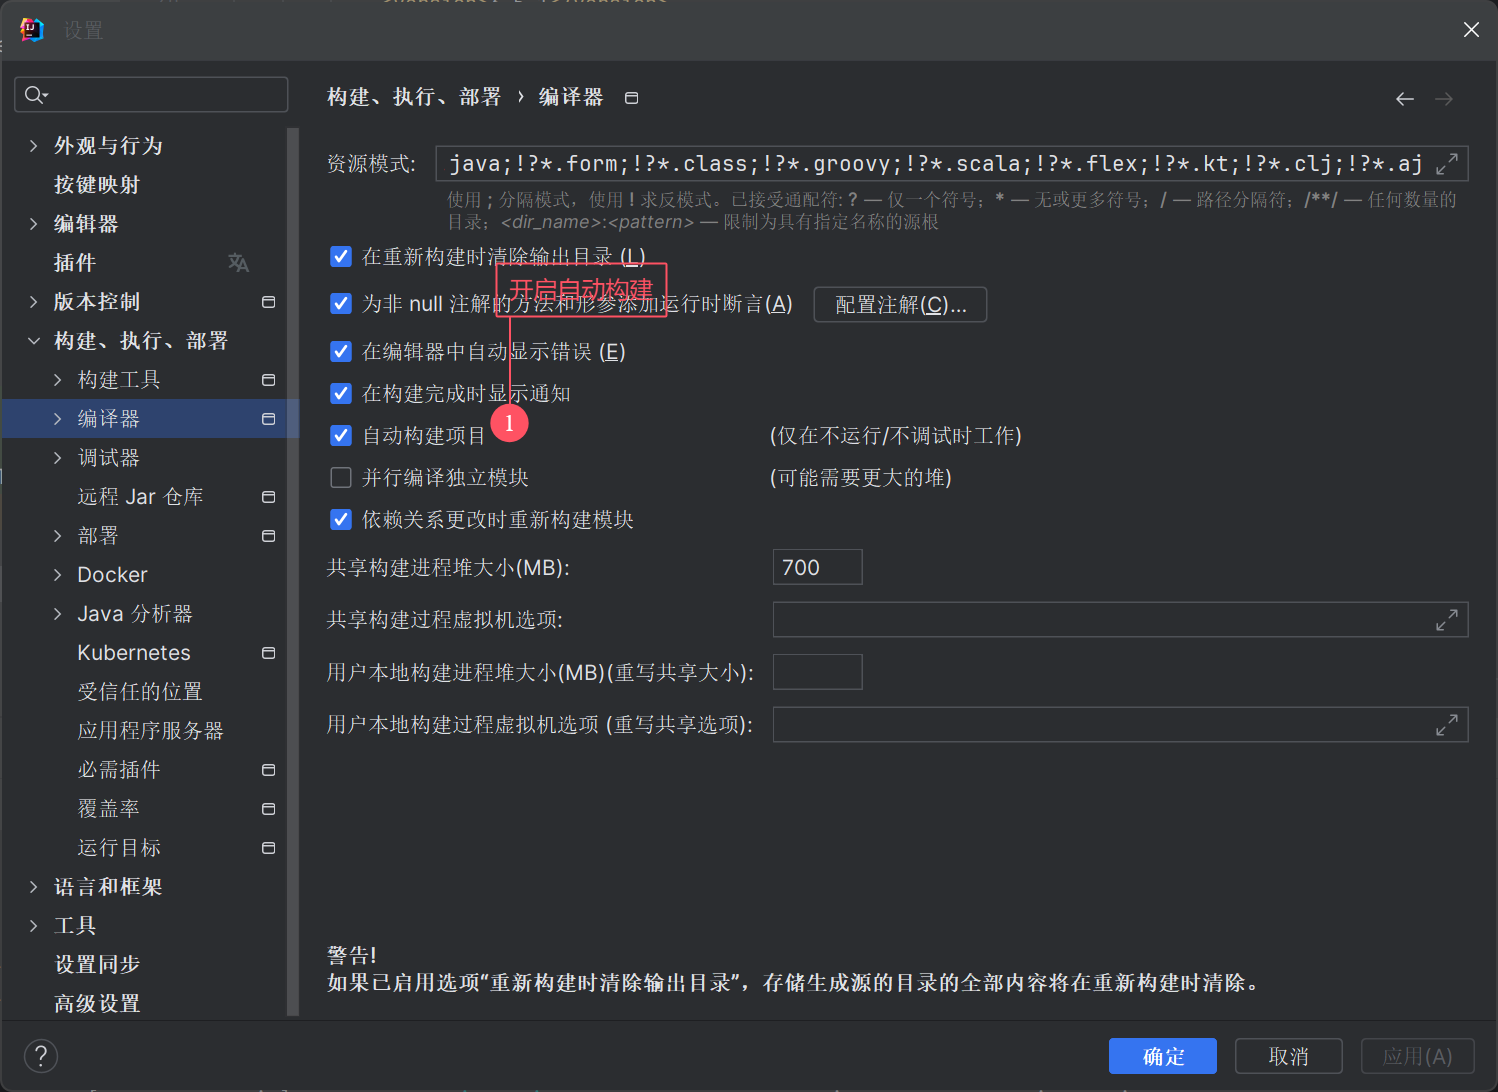 设置
构建、执行、部署 › 编译器
外观与行为
按键映射
编辑器
插件
版本控制
构建、执行、部署
构建工具
编译器
调试器
远程 Jar 仓库
部署
Docker
Java 分析器
Kubernetes
受信任的位置
应用程序服务器
必需插件
覆盖率
运行目标
语言和框架
工具
设置同步
高级设置
资源模式: java;!?*.form;!?*.class;!?*.groovy;!?*.scala;!?*.flex;!?*.kt;!?*.clj;!?*.aj
使用 ; 分隔模式，使用 ! 求反模式。已接受通配符: ? — 仅一个符号；* — 无或更多符号；/ — 路径分隔符；/**/ — 任何数量的
目录；<dir_name>:<pattern> — 限制为具有指定名称的源根
在重新构建时清除输出目录 (L)
开启自动构建
为非 null 注解的方法和形参添加运行时断言(A) 配置注解(C)...
在编辑器中自动显示错误 (E)
在构建完成时显示通知
1
自动构建项目 (仅在不运行/不调试时工作)
并行编译独立模块 (可能需要更大的堆)
依赖关系更改时重新构建模块
共享构建进程堆大小(MB): 700
共享构建过程虚拟机选项:
用户本地构建进程堆大小(MB)(重写共享大小):
用户本地构建过程虚拟机选项 (重写共享选项):
警告!
如果已启用选项“重新构建时清除输出目录”，存储生成源的目录的全部内容将在重新构建时清除。
? 确定 取消 应用(A)